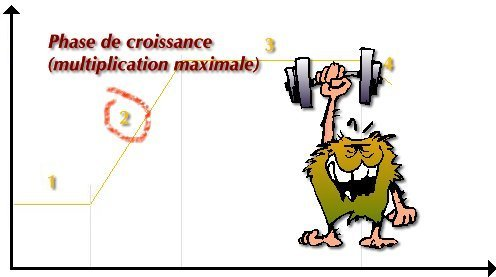 Phase de croissance
(multiplication maximale)
3
4
2
1